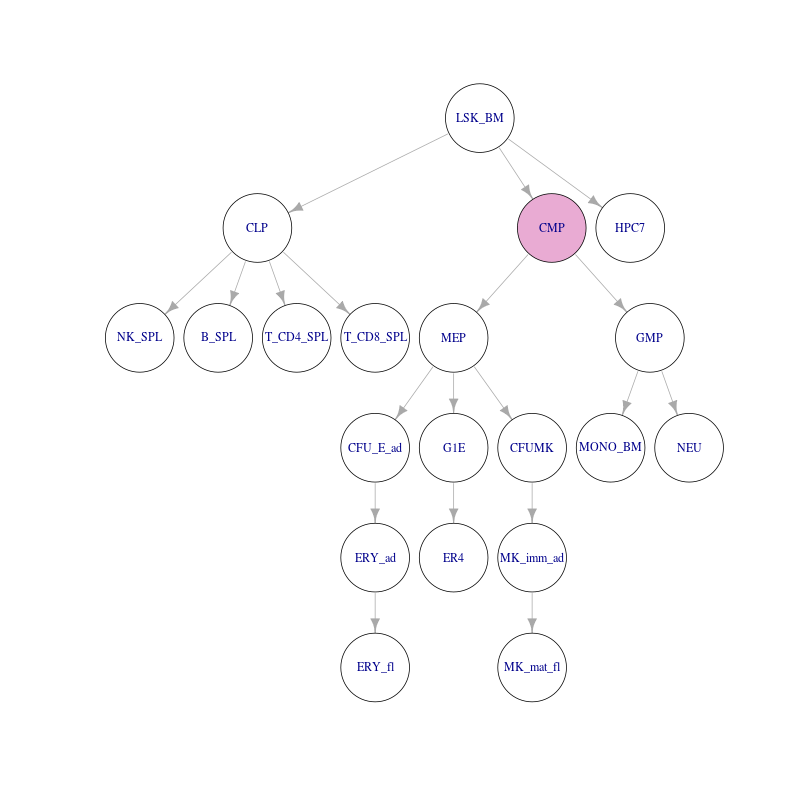 LSK_BM
CLP
CMP
HPC7
NK_SPL
B_SPL
T_CD4_SPL
T_CD8_SPL
MEP
GMP
CFU_E_ad
G1E
CFUMK
MONO_BM
NEU
ERY_ad
ER4
MK_imm_ad
ERY_fl
MK_mat_fl